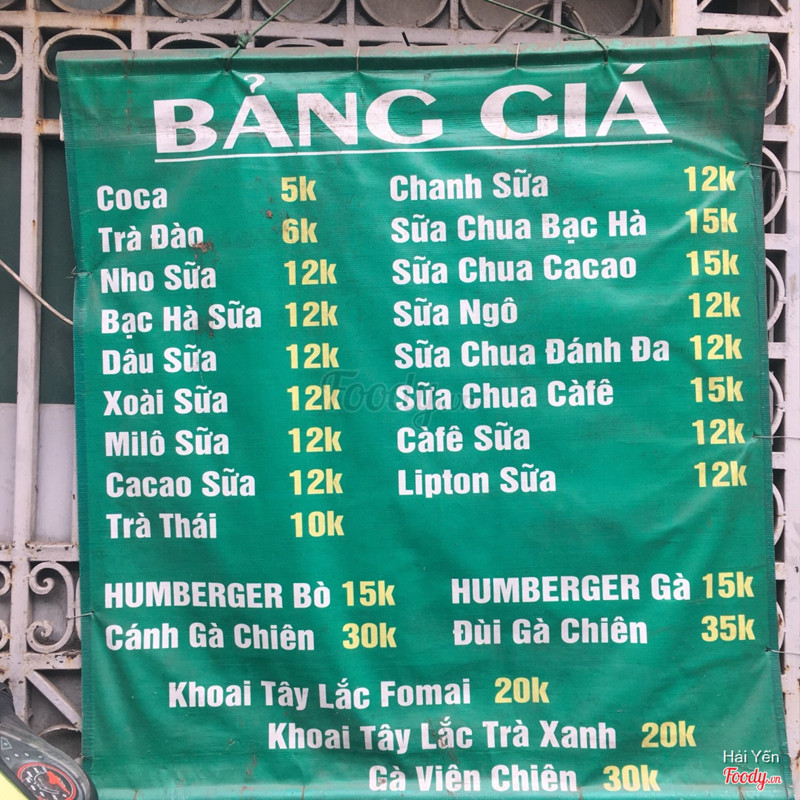 BẢNG GIÁ
Coca 5k
Trà Đào 6k
Nho Sữa 12k
Bạc Hà Sữa 12k
Dâu Sữa 12k
Xoài Sữa 12k
Milô Sữa 12k
Cacao Sữa 12k
Trà Thái 10k
Chanh Sữa 12k
Sữa Chua Bạc Hà 15k
Sữa Chua Cacao 15k
Sữa Ngô 12k
Sữa Chua Đánh Đa 12k
Sữa Chua Càfê 15k
Càfê Sữa 12k
Lipton Sữa 12k
HUMBERGER Bò 15k
HUMBERGER Gà 15k
Cánh Gà Chiên 30k
Đùi Gà Chiên 35k
Khoai Tây Lắc Fomai 20k
Khoai Tây Lắc Trà Xanh 20k
Gà Viên Chiên 30k
Foody.vn
Hải Yến
Foody.vn